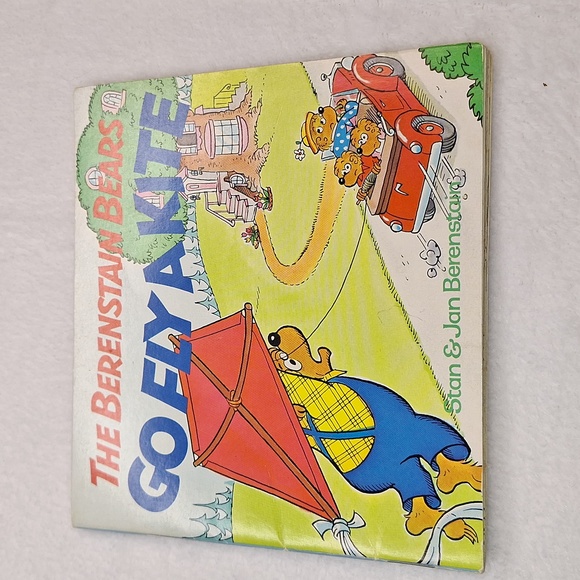 THE BERENSTAIN BEARS
GO FLY A KITE
Stan & Jan Berenstain